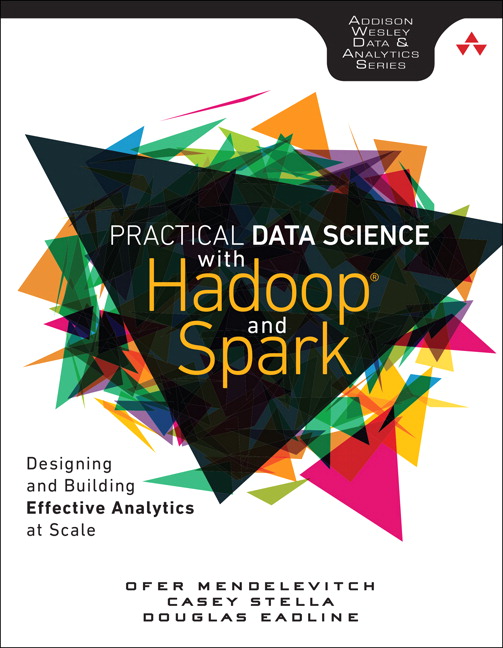 ADDISON
WESLEY
DATA &
ANALYTICS
SERIES
PRACTICAL DATA SCIENCE
with
Hadoop®
and
Spark
Designing
and Building
Effective Analytics
at Scale
OFER MENDELEVITCH
CASEY STELLA
DOUGLAS EADLINE